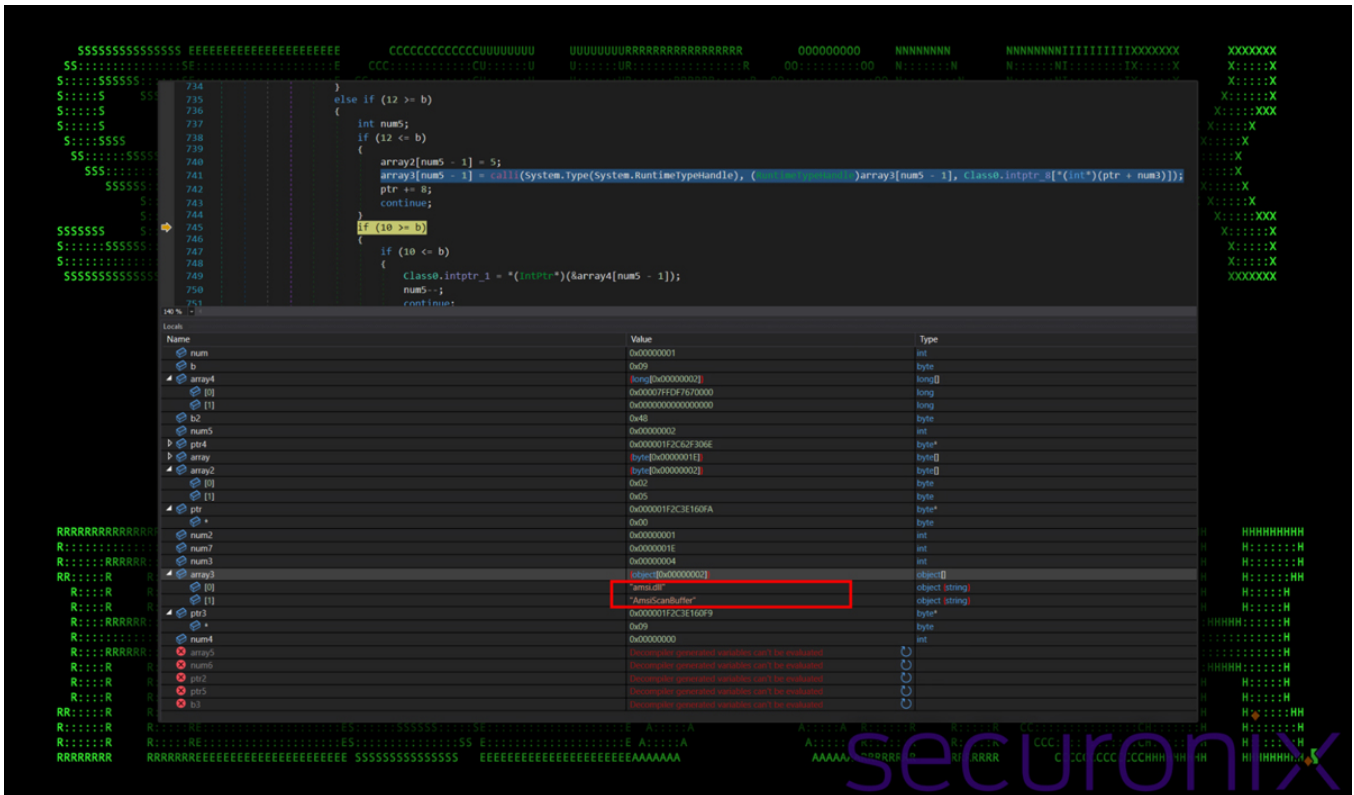 734 }
735 else if (12 >= b)
736 {
737 int num5;
738 if (12 <= b)
739 {
740 array2[num5 - 1] = 5;
741 array3[num5 - 1] = calli(System.Type(System.RuntimeTypeHandle), (RuntimeTypeHandle)array3[num5 - 1], Class0.intptr_8[*(int*)(ptr + num3)]);
742 ptr += 8;
743 continue;
744 }
745 if (10 >= b)
746 {
747 if (10 <= b)
748 {
749 Class0.intptr_1 = *(IntPtr*)(&array4[num5 - 1]);
750 num5--;
751 continue;
140 %
Locals
Name Value Type
num 0x00000001 int
b 0x09 byte
array4 {long[0x00000002]} long[]
[0] 0x00007FFDF7670000 long
[1] 0x0000000000000000 long
b2 0x48 byte
num5 0x00000002 int
ptr4 0x000001F2C62F306E byte*
array {byte[0x0000001E]} byte[]
array2 {byte[0x00000002]} byte[]
[0] 0x02 byte
[1] 0x05 byte
ptr 0x000001F2C3E160FA byte*
* 0x00 byte
num2 0x00000001 int
num7 0x0000001E int
num3 0x00000004 int
array3 {object[0x00000002]} object[]
[0] "amsi.dll" object {string}
[1] "AmsiScanBuffer" object {string}
ptr3 0x000001F2C3E160F9 byte*
* 0x09 byte
num4 0x00000000 int
array5 Decompiler-generated variables can't be evaluated
num6 Decompiler-generated variables can't be evaluated
ptr2 Decompiler-generated variables can't be evaluated
ptr5 Decompiler-generated variables can't be evaluated
b3 Decompiler-generated variables can't be evaluated
securonix